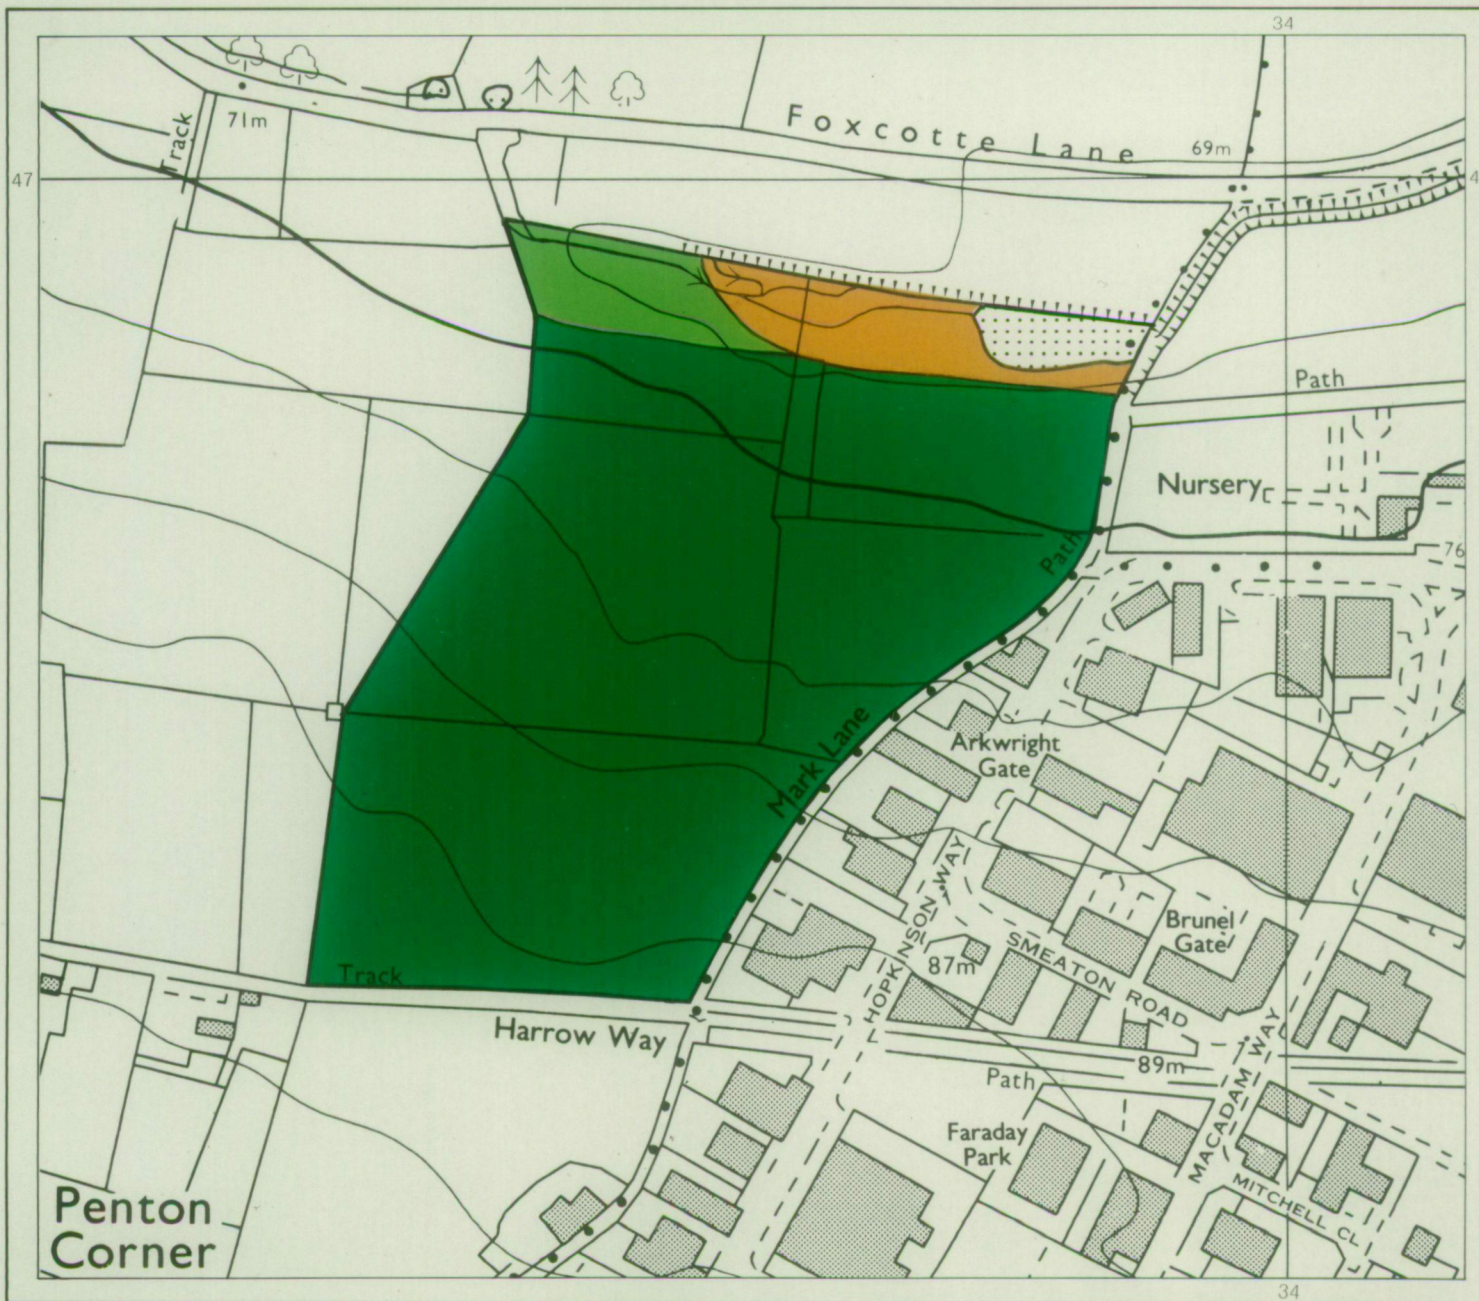 34
Foxcotte Lane
69m
Track
71m
47
4
Path
Nursery
76
Path
Mark Lane
Arkwright
Gate
HOPKINSON WAY
Brunel
Gate
87m
SMEATON ROAD
Track
Harrow Way
89m
Path
MACADAM WAY
Faraday
Park
MITCHELL CL
Penton
Corner
34